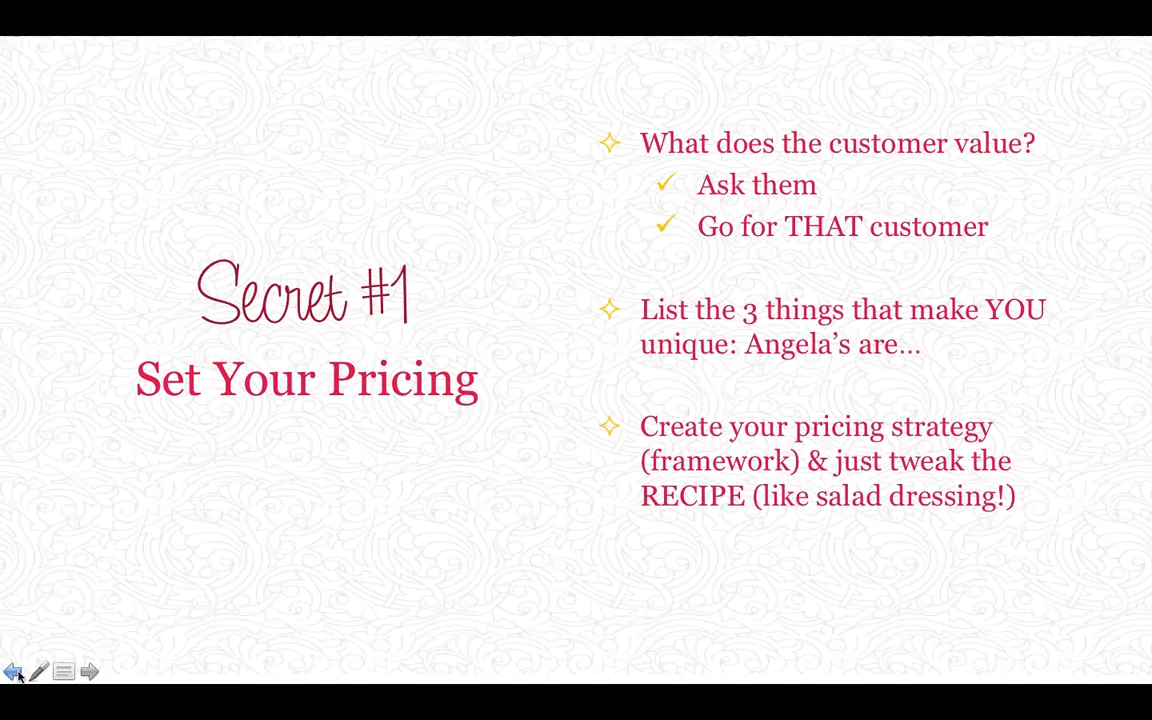 Secret #1
Set Your Pricing
What does the customer value?
Ask them
Go for THAT customer
List the 3 things that make YOU
unique: Angela’s are…
Create your pricing strategy
(framework) & just tweak the
RECIPE (like salad dressing!)